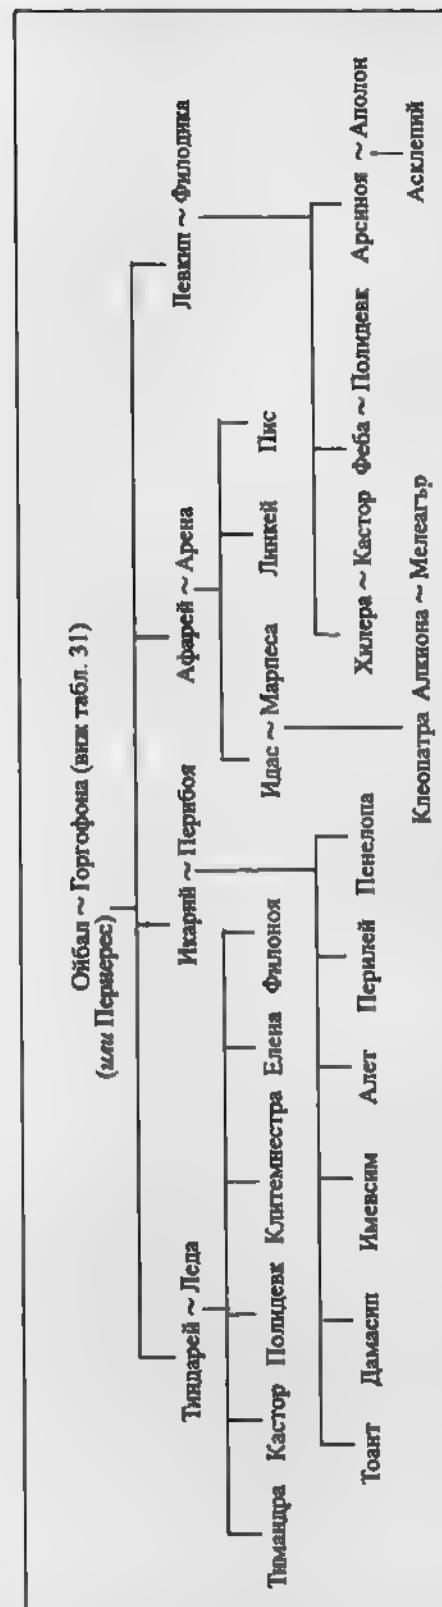 Ойбал ~ Горгофона (виж табл. 31)
(или Периерес)
Тиндарей ~ Леда Икарий ~ Перибоя Афарей ~ Арена Левкип ~ Филодика
Тимандра Кастор Полидевк Клитемнестра Елена Филоноя Идас ~ Марпеса Линкей Пис
Тоант Дамасип Имевсим Алет Перилей Пенелопа Хилера ~ Кастор Феба ~ Полидевк Арсиноя ~ Аполон
Клеопатра Алкиона ~ Мелеагър Асклепий